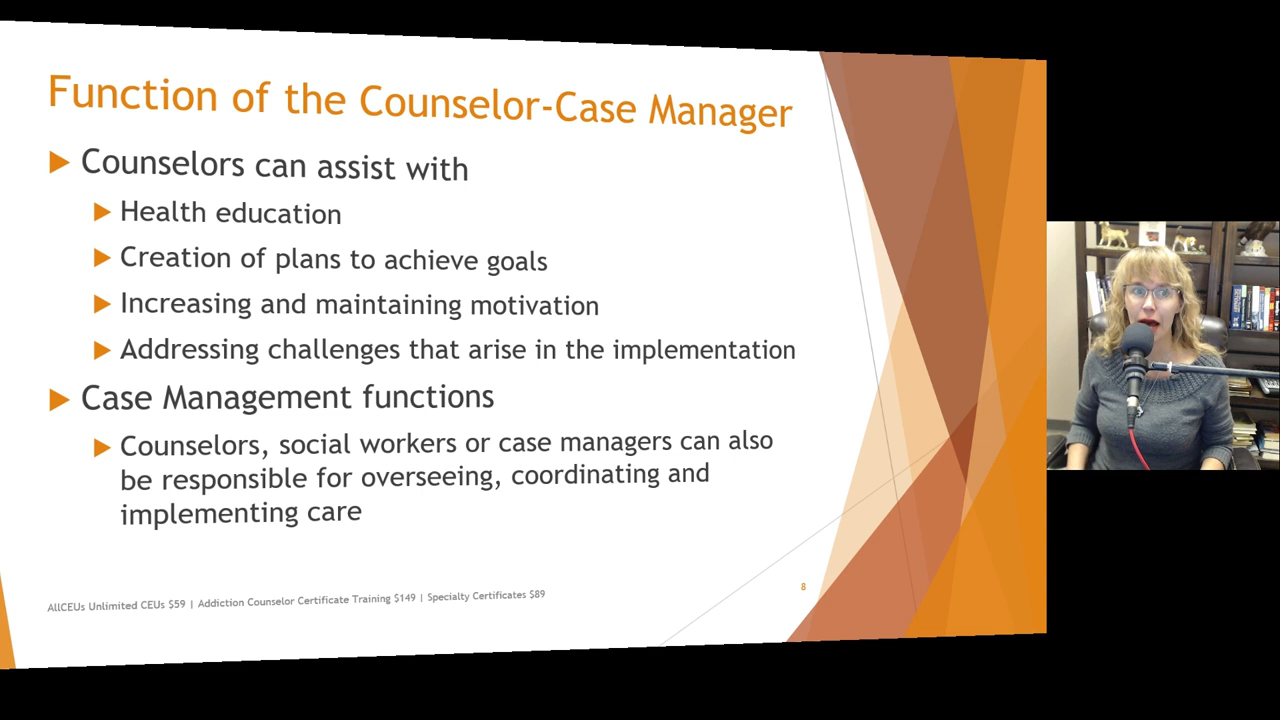 Function of the Counselor-Case Manager
Counselors can assist with
Health education
Creation of plans to achieve goals
Increasing and maintaining motivation
Addressing challenges that arise in the implementation
Case Management functions
Counselors, social workers or case managers can also
be responsible for overseeing, coordinating and
implementing care
AllCEUs Unlimited CEUs $59 | Addiction Counselor Certificate Training $149 | Specialty Certificates $89
8